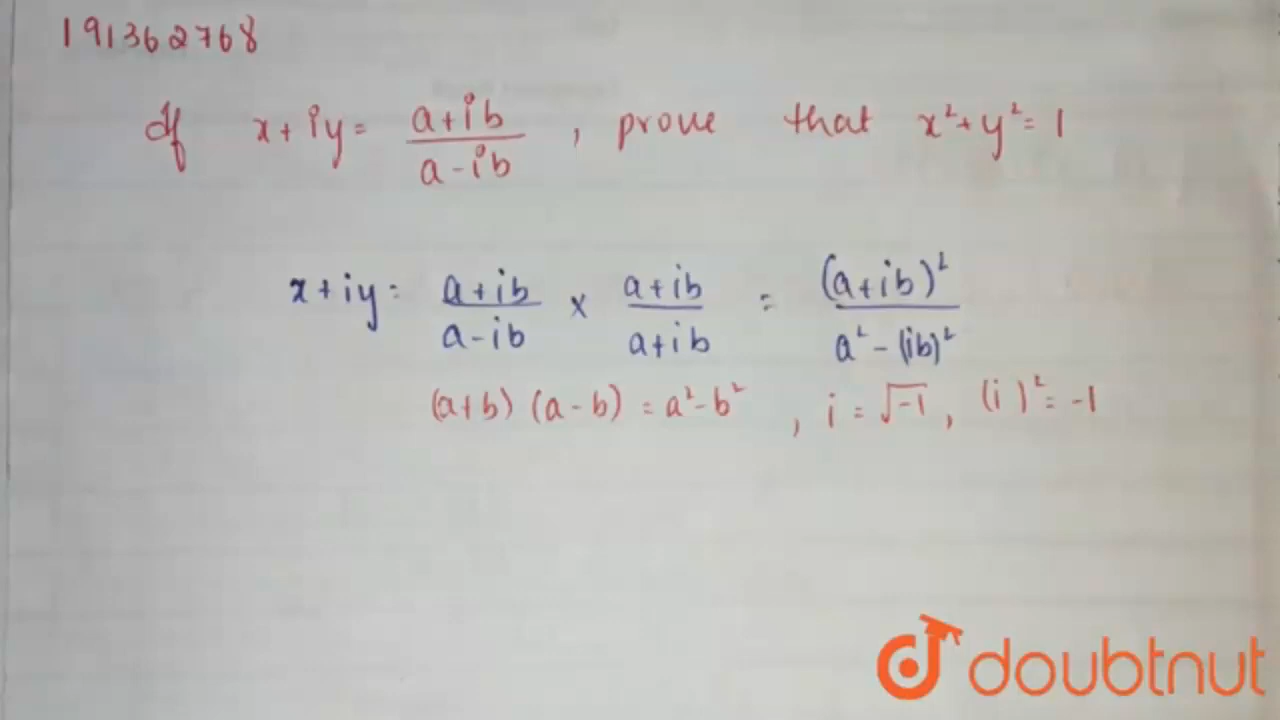 191362768
If x+iy = a+ib / a-ib , prove that x²+y²=1
x+iy = a+ib / a-ib × a+ib / a+ib = (a+ib)² / a²-(ib)²
(a+b) (a-b) = a²-b² , i = √-1 , (i)² = -1
doubtnut